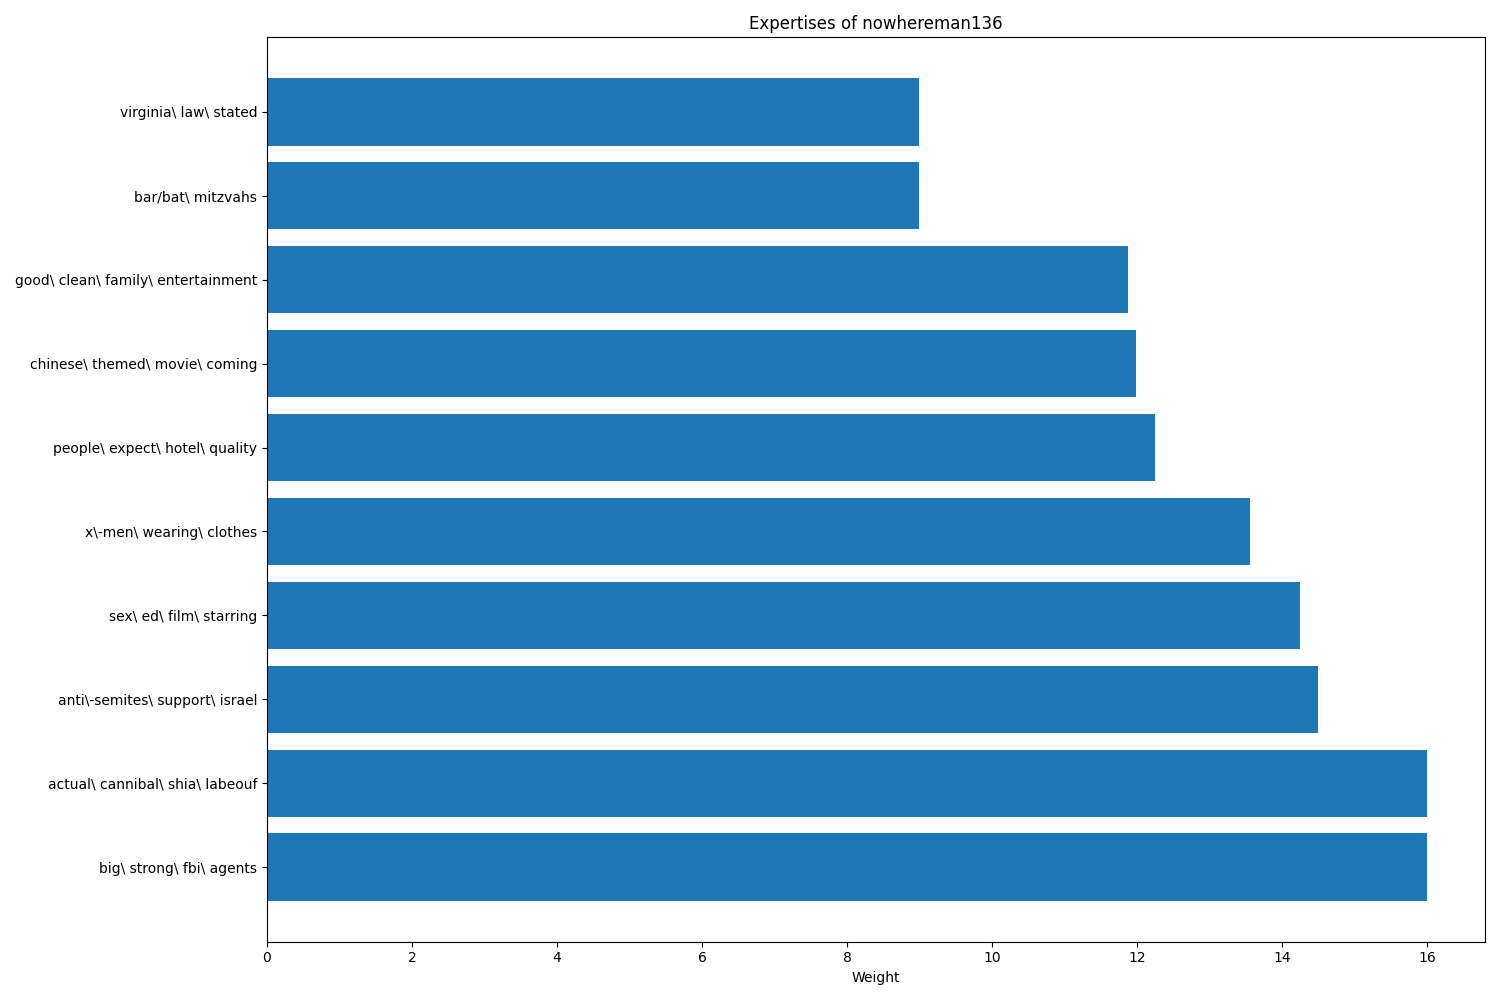 Expertises of nowhereman136
virginia\ law\ stated
bar/bat\ mitzvahs
good\ clean\ family\ entertainment
chinese\ themed\ movie\ coming
people\ expect\ hotel\ quality
x\-men\ wearing\ clothes
sex\ ed\ film\ starring
anti\-semites\ support\ israel
actual\ cannibal\ shia\ labeouf
big\ strong\ fbi\ agents
0 2 4 6 8 10 12 14 16
Weight